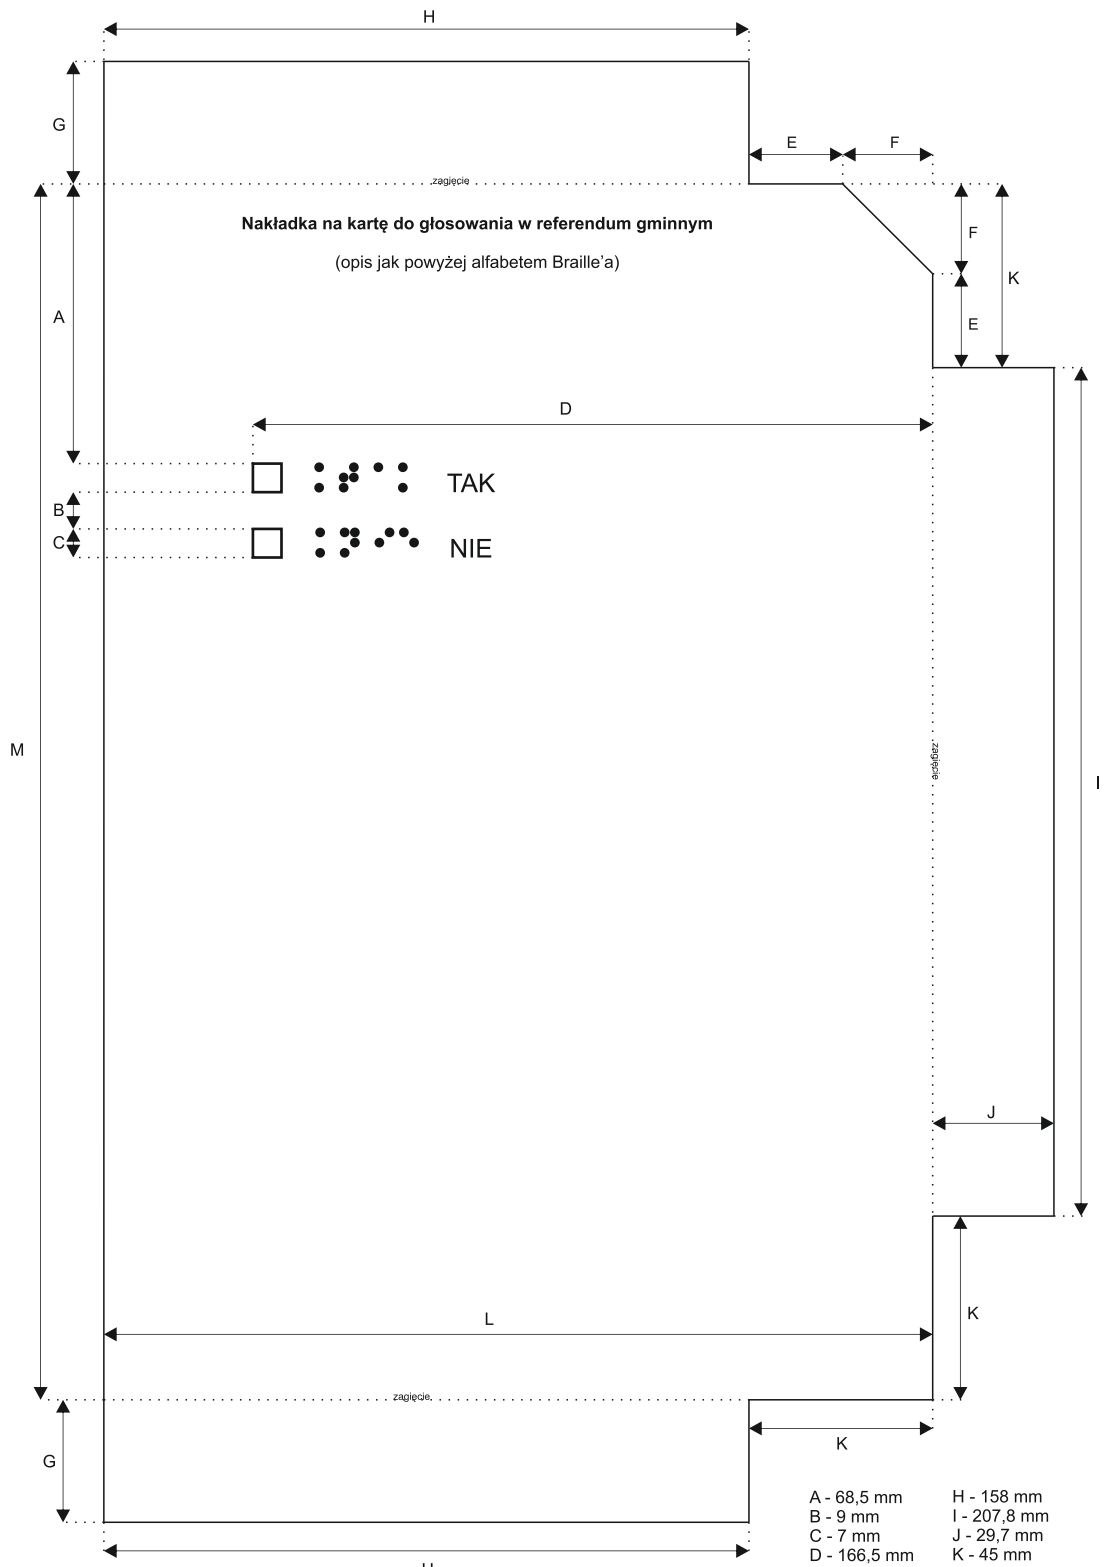 H
G
E F
zagięcie
Nakładka na kartę do głosowania w referendum gminnym
F
(opis jak powyżej alfabetem Braille’a)
K
A
E
D
TAK
B
C
NIE
M
zagięcie
I
J
K
L
zagięcie
K
G
A - 68,5 mm H - 158 mm
B - 9 mm I - 207,8 mm
C - 7 mm J - 29,7 mm
D - 166,5 mm K - 45 mm